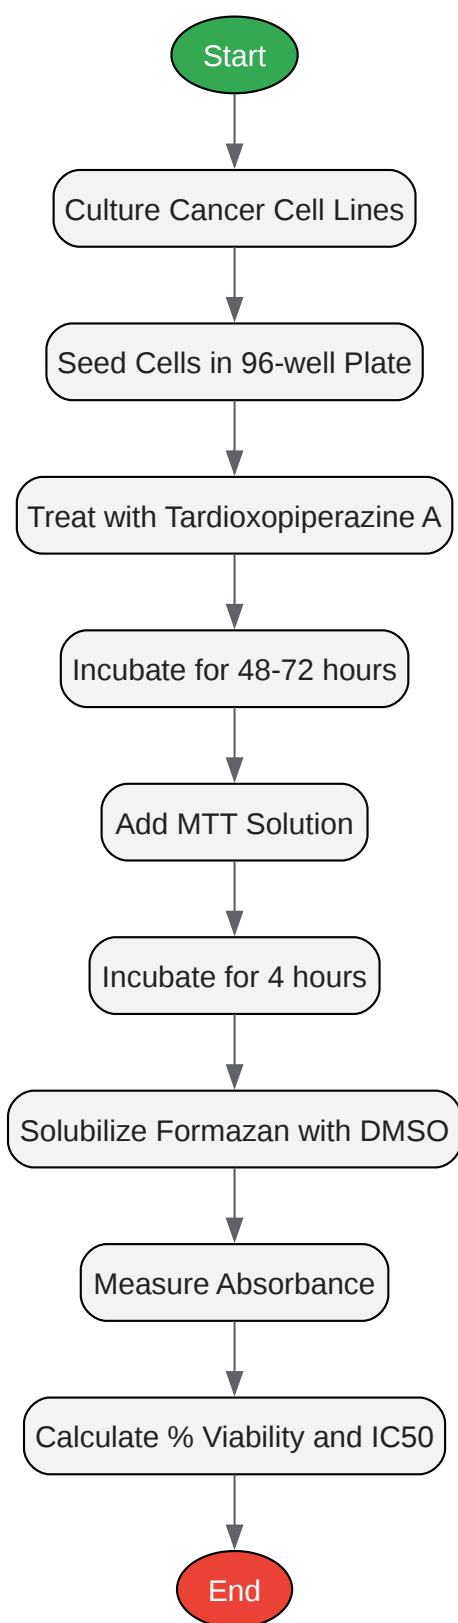 Start
Culture Cancer Cell Lines
Seed Cells in 96-well Plate
Treat with Tardioxopiperazine A
Incubate for 48-72 hours
Add MTT Solution
Incubate for 4 hours
Solubilize Formazan with DMSO
Measure Absorbance
Calculate % Viability and IC50
End